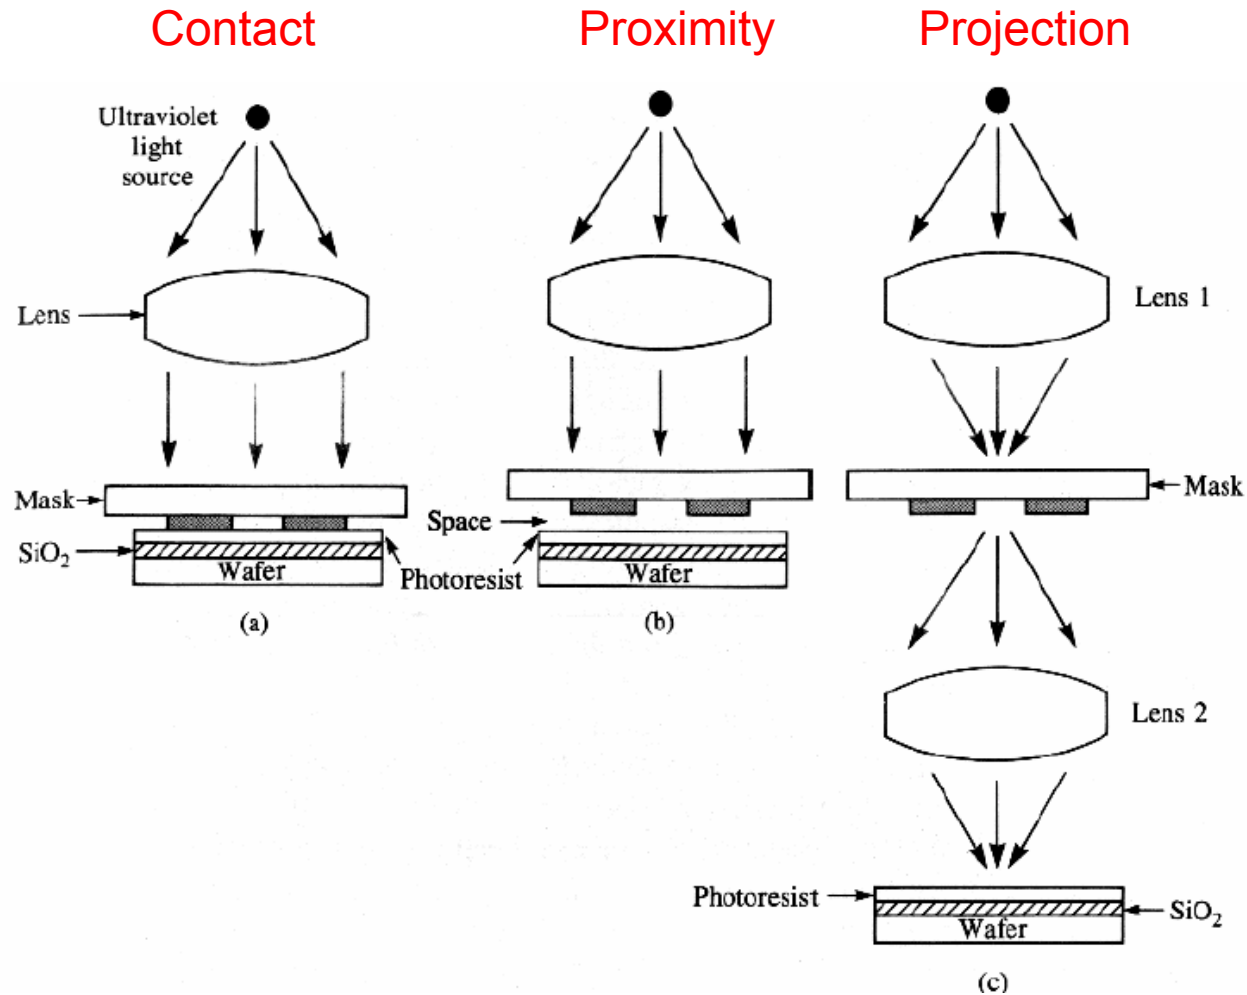 Contact
Proximity
Projection
Ultraviolet
light
source
Lens
Mask
SiO₂
Wafer
Photoresist
(a)
Space
Wafer
(b)
Lens 1
Mask
Lens 2
Photoresist
SiO₂
Wafer
(c)